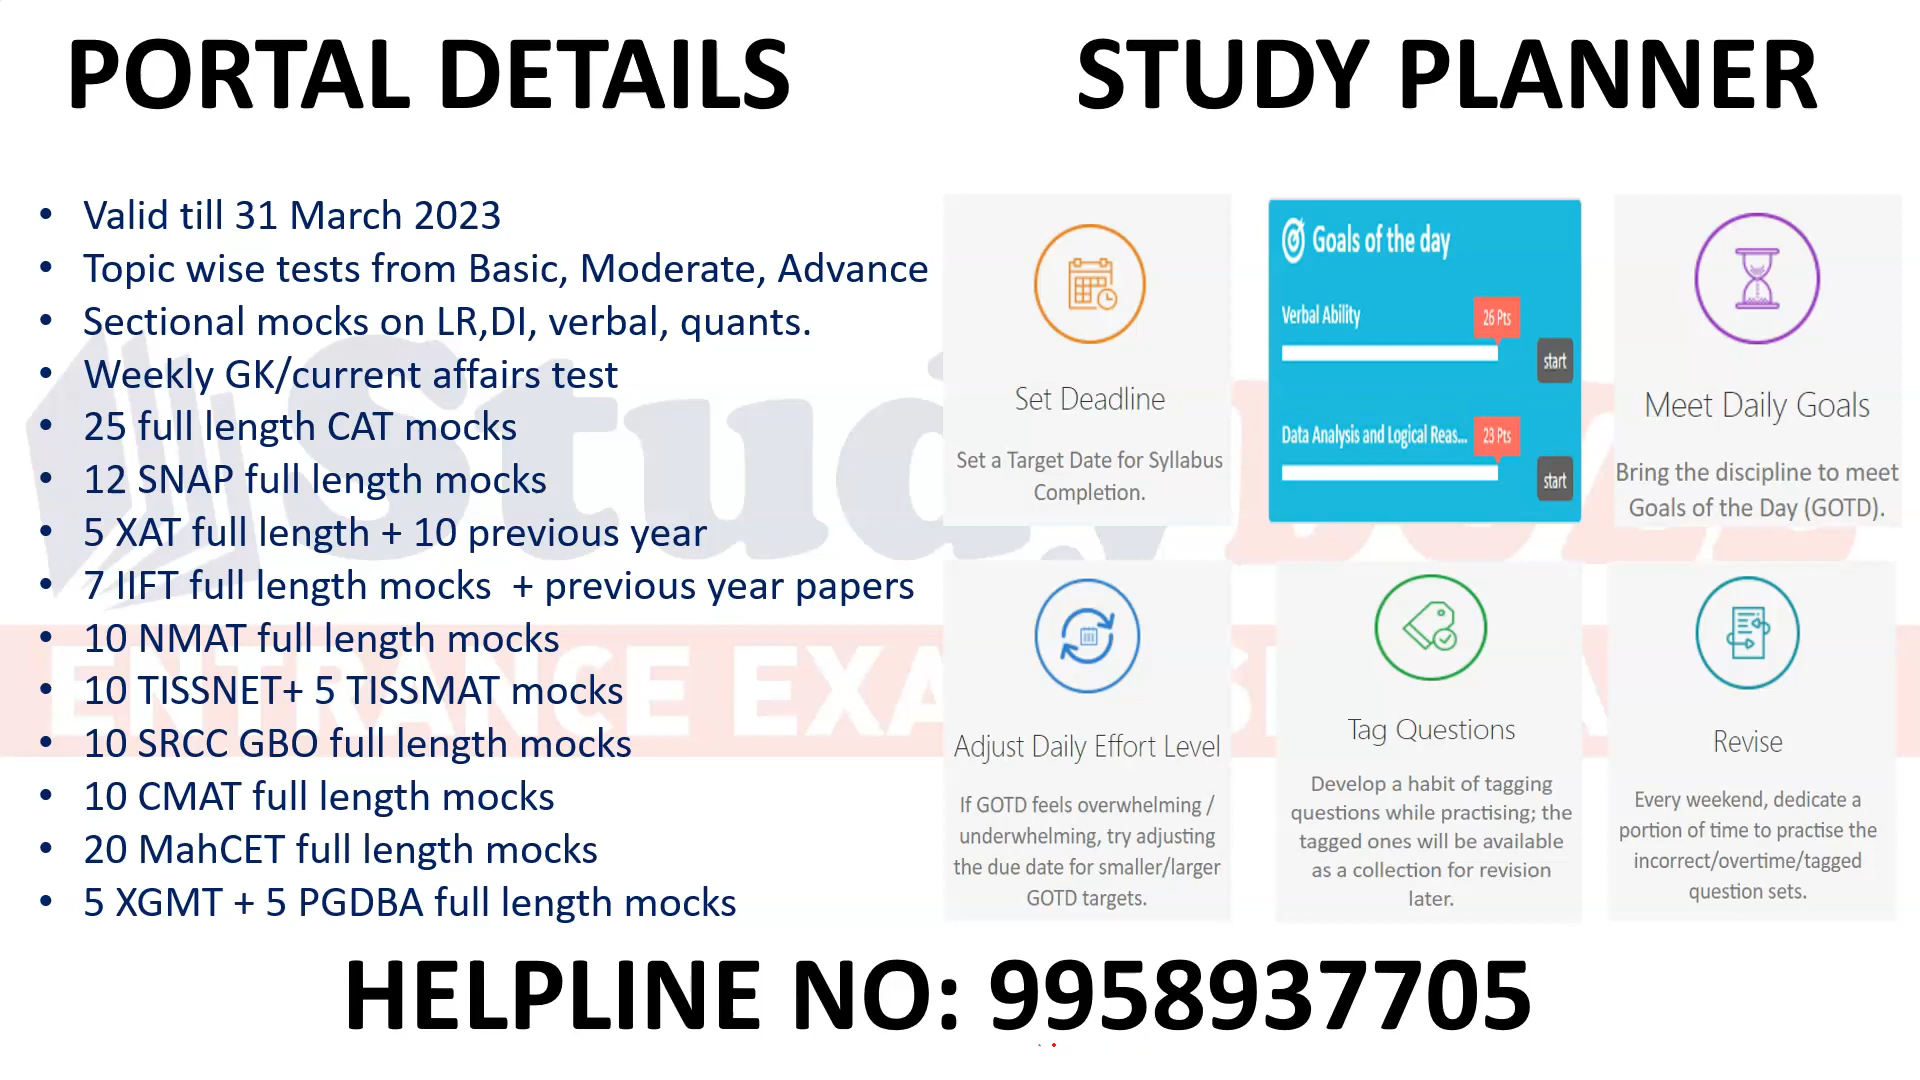 PORTAL DETAILS
• Valid till 31 March 2023
• Topic wise tests from Basic, Moderate, Advance
• Sectional mocks on LR,DI, verbal, quants.
• Weekly GK/current affairs test
• 25 full length CAT mocks
• 12 SNAP full length mocks
• 5 XAT full length + 10 previous year
• 7 IIFT full length mocks + previous year papers
• 10 NMAT full length mocks
• 10 TISSNET+ 5 TISSMAT mocks
• 10 SRCC GBO full length mocks
• 10 CMAT full length mocks
• 20 MahCET full length mocks
• 5 XGMT + 5 PGDBA full length mocks
STUDY PLANNER
Set Deadline
Set a Target Date for Syllabus
Completion.
Goals of the day
Verbal Ability
26 Pts
start
Data Analysis and Logical Reas...
23 Pts
start
Meet Daily Goals
Bring the discipline to meet
Goals of the Day (GOTD).
Adjust Daily Effort Level
If GOTD feels overwhelming /
underwhelming, try adjusting
the due date for smaller/larger
GOTD targets.
Tag Questions
Develop a habit of tagging
questions while practising; the
tagged ones will be available
as a collection for revision
later.
Revise
Every weekend, dedicate a
portion of time to practise the
incorrect/overtime/tagged
question sets.
HELPLINE NO: 9958937705
Study
ENTRANCE